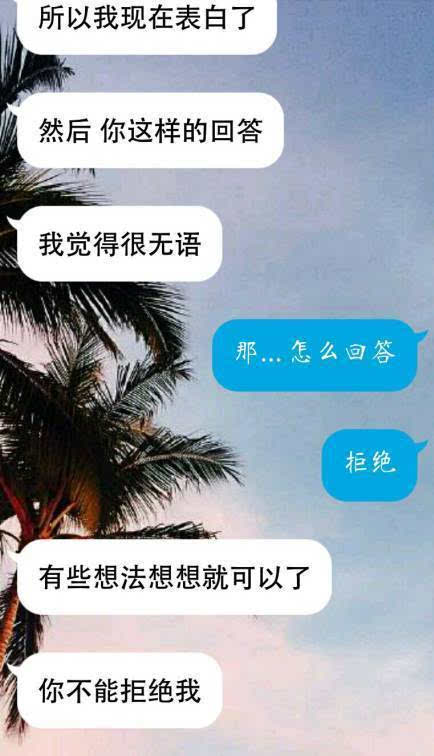 所以我现在表白了
然后 你这样的回答
我觉得很无语
那...怎么回答
拒绝
有些想法想想就可以了
你不能拒绝我